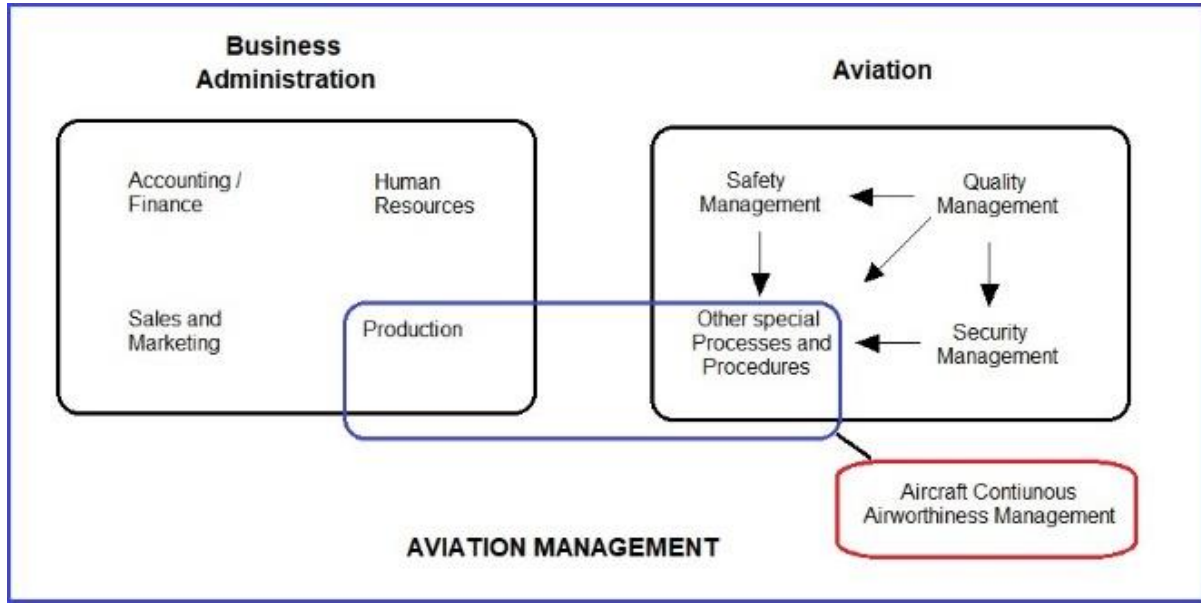 Business
Administration
Aviation
Accounting /
Finance
Human
Resources
Safety
Management
Quality
Management
Sales and
Marketing
Production
Other special
Processes and
Procedures
Security
Management
Aircraft Contiunous
Airworthiness Management
AVIATION MANAGEMENT